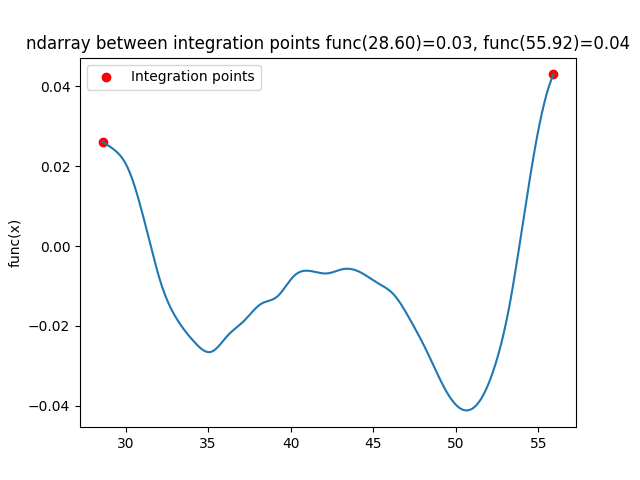 ndarray between integration points func(28.60)=0.03, func(55.92)=0.04
Integration points
func(x)
0.04
0.02
0.00
−0.02
−0.04
30 35 40 45 50 55